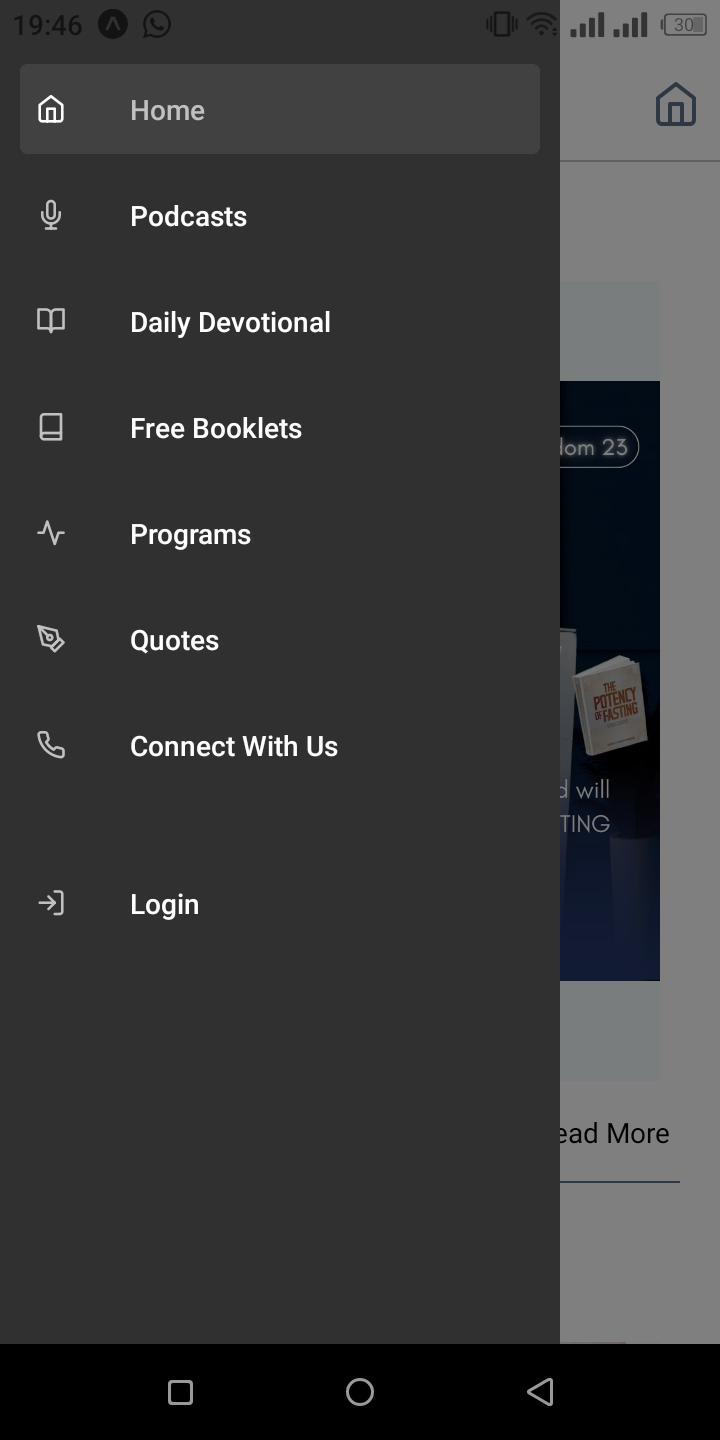 19:46
30
Home
Podcasts
Daily Devotional
Free Booklets
Programs
Quotes
Connect With Us
Login
dom 23
THE
POTENCY
OF FASTING
d will
TING
ead More